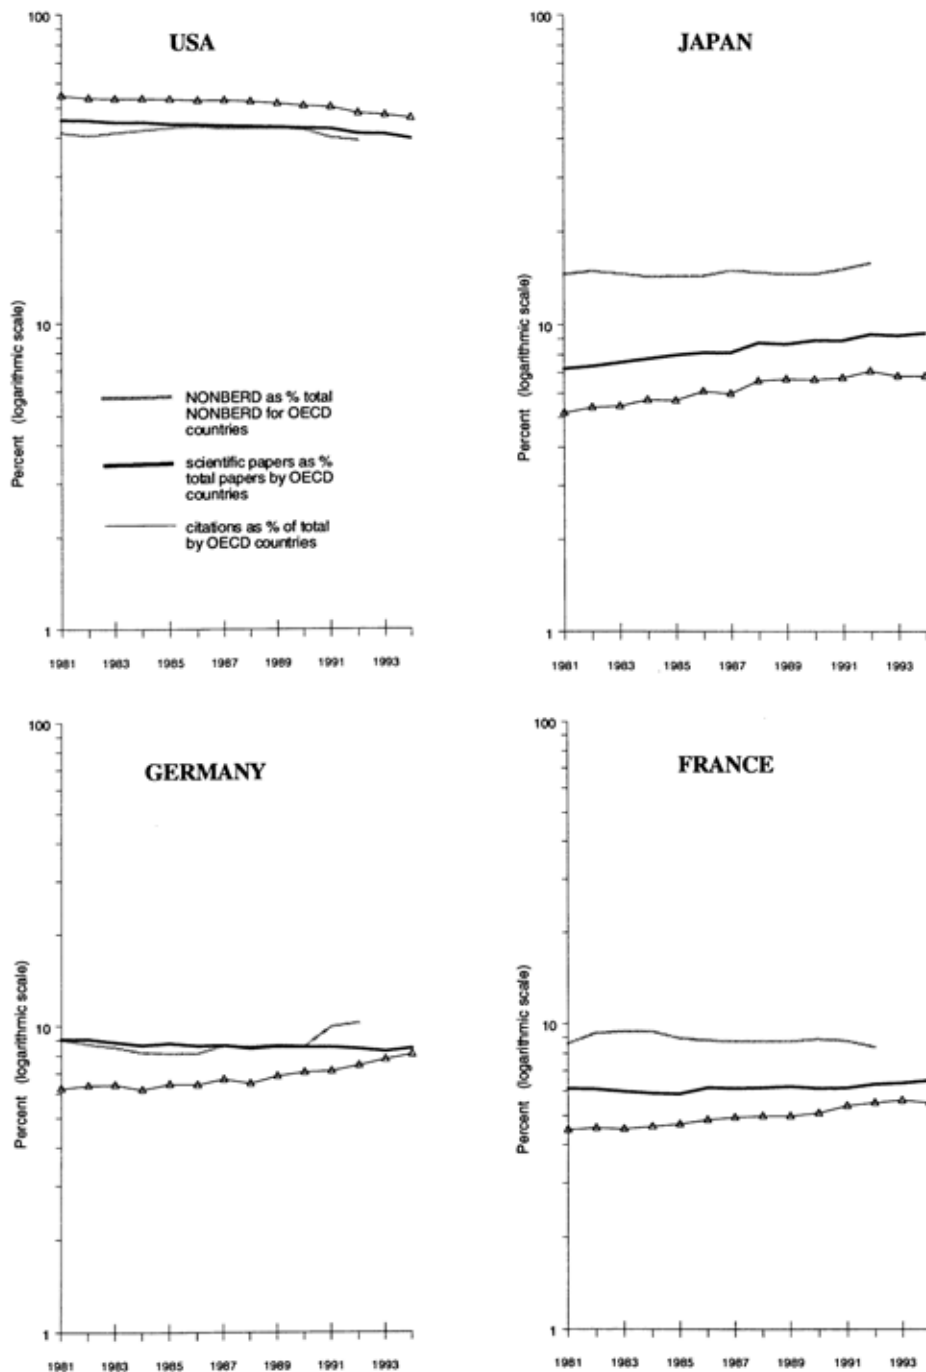 USA
100
10
1
Percent (logarithmic scale)
NONBERD as % total
NONBERD for OECD
countries
scientific papers as %
total papers by OECD
countries
citations as % of total
by OECD countries
1981 1983 1985 1987 1989 1991 1993
JAPAN
100
10
1
Percent (logarithmic scale)
1981 1983 1985 1987 1989 1991 1993
GERMANY
100
10
1
Percent (logarithmic scale)
1981 1983 1985 1987 1989 1991 1993
FRANCE
100
10
1
Percent (logarithmic scale)
1981 1983 1985 1987 1989 1991 1993